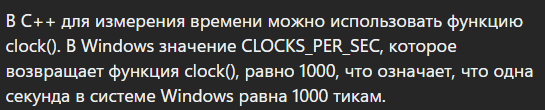 В C++ для измерения времени можно использовать функцию
clock(). В Windows значение CLOCKS_PER_SEC, которое
возвращает функция clock(), равно 1000, что означает, что одна
секунда в системе Windows равна 1000 тикам.